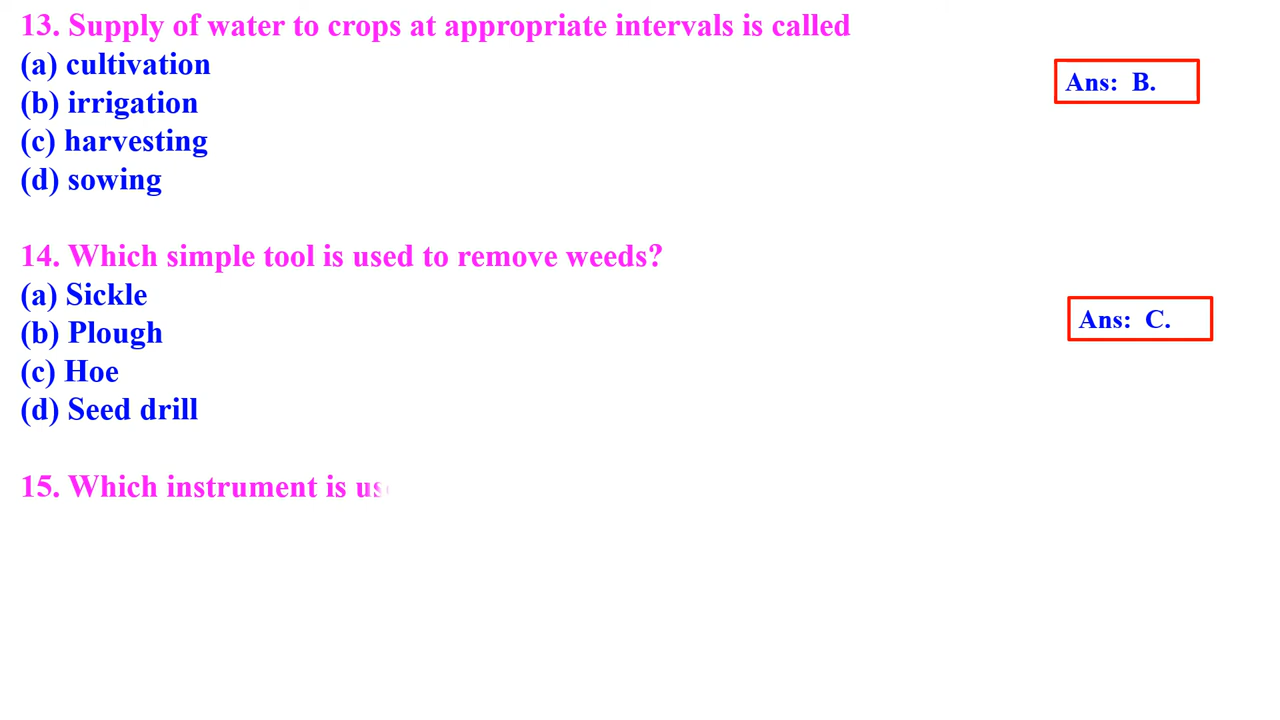 13. Supply of water to crops at appropriate intervals is called
(a) cultivation
(b) irrigation
(c) harvesting
(d) sowing
Ans: B.
14. Which simple tool is used to remove weeds?
(a) Sickle
(b) Plough
(c) Hoe
(d) Seed drill
Ans: C.
15. Which instrument is